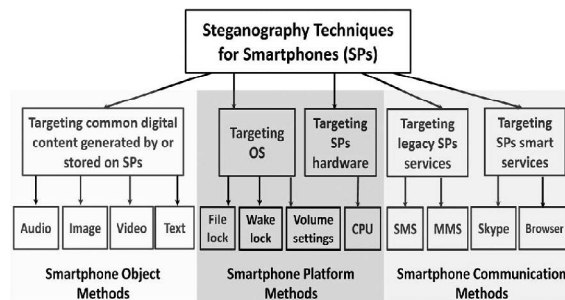 Steganography Techniques
for Smartphones (SPs)
Targeting common digital
content generated by or
stored on SPs
Targeting
OS
Targeting
SPs
hardware
Targeting
legacy SPs
services
Targeting
SPs smart
services
Audio
Image
Video
Text
File
lock
Wake
lock
Volume
settings
CPU
SMS
MMS
Skype
Browser
Smartphone Object
Methods
Smartphone Platform
Methods
Smartphone Communication
Methods